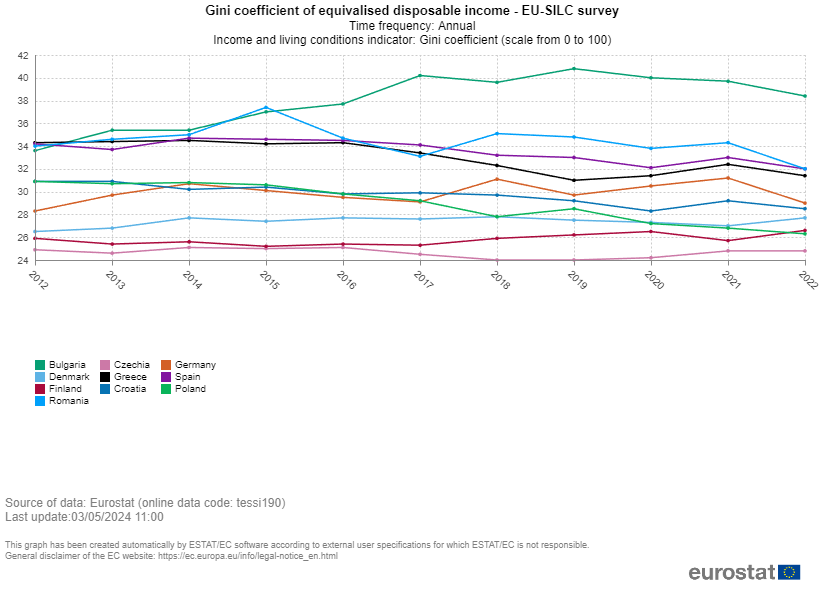 Gini coefficient of equivalised disposable income - EU-SILC survey
Time frequency: Annual
Income and living conditions indicator: Gini coefficient (scale from 0 to 100)
42
40
38
36
34
32
30
28
26
24
2012 2013 2014 2015 2016 2017 2018 2019 2020 2021 2022
Bulgaria Czechia Germany
Denmark Greece Spain
Finland Croatia Poland
Romania
Source of data: Eurostat (online data code: tessi190)
Last update:03/05/2024 11:00
This graph has been created automatically by ESTAT/EC software according to external user specifications for which ESTAT/EC is not responsible.
General disclaimer of the EC website: https://ec.europa.eu/info/legal-notice_en.html
eurostat